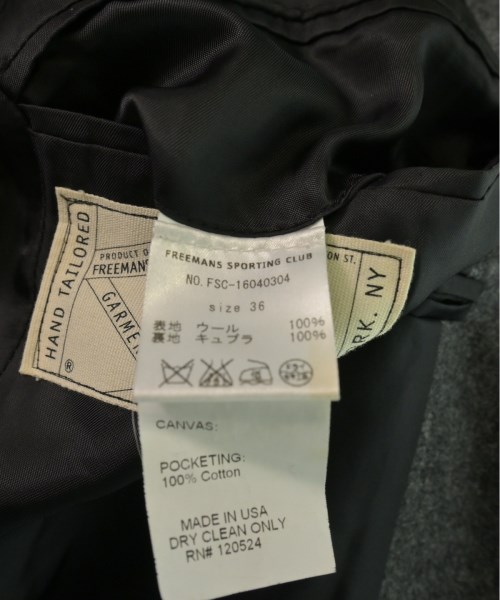 HAND TAILORED
®
PRODUCT O
FREEMANS
GARME
ON ST.
RK. NY
FREEMANS SPORTING CLUB
NO. FSC-16040304
size 36
表地 ウール 100%
裏地 キュプラ 100%
CANVAS:
POCKETING:
100% Cotton
MADE IN USA
DRY CLEAN ONLY
RN# 120524